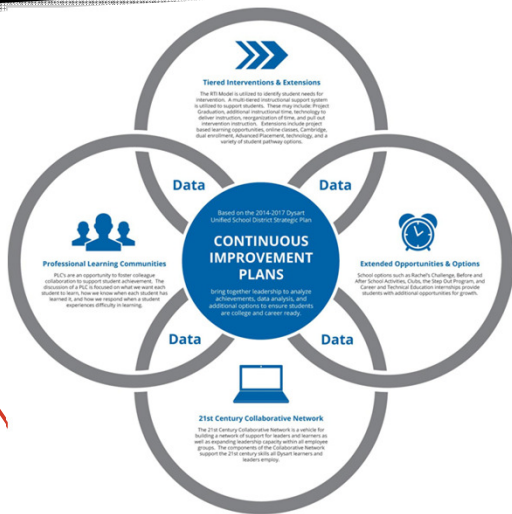 Tiered Interventions & Extensions
The RTI Model is utilized to identify student needs for
intervention. A multi-tiered instructional support system
is utilized to support students. These may include: Project
Graduation, additional instructional time, technology to
deliver instruction, reorganization of time, and pull out
intervention instruction. Extensions include project
based learning opportunities, online classes, Cambridge,
dual enrollment, Advanced Placement, technology, and a
variety of student pathway options.
Data
Data
Based on the 2014-2017 Dysart
Unified School District Strategic Plan
CONTINUOUS
IMPROVEMENT
PLANS
bring together leadership to analyze
achievements, data analysis, and
additional options to ensure students
are college and career ready.
Professional Learning Communities
PLC's are an opportunity to foster colleague
collaboration to support student achievement. The
discussion of a PLC is focused on what we want each
student to learn, how we know when each student has
learned it, and how we respond when a student
experiences difficulty in learning.
Extended Opportunities & Options
School options such as Rachel's Challenge, Before and
After School Activities, Clubs, the Step Out Program, and
Career and Technical Education internships provide
students with additional opportunities for growth.
Data
Data
21st Century Collaborative Network
The 21st Century Collaborative Network is a vehicle for
building a network of support for leaders and learners as
well as expanding leadership capacity within all employee
groups. The components of the Collaborative Network
support the 21st century skills all Dysart learners and
leaders employ.